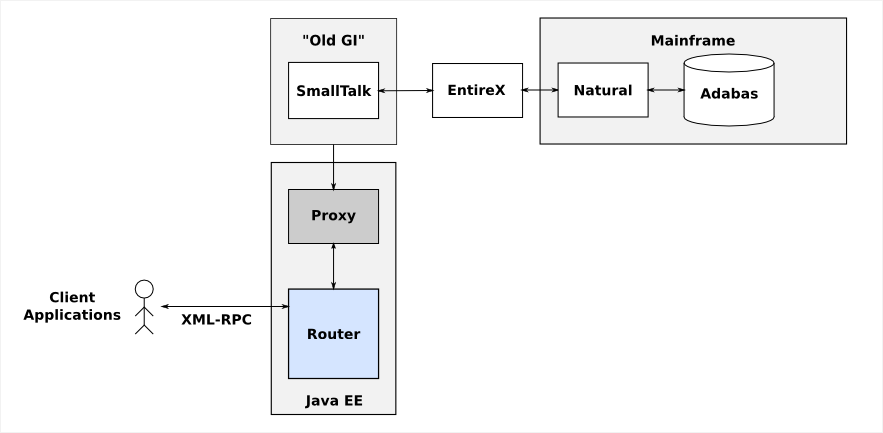 "Old GI"
SmallTalk
EntireX
Mainframe
Natural
Adabas
Proxy
Client
Applications
XML-RPC
Router
Java EE